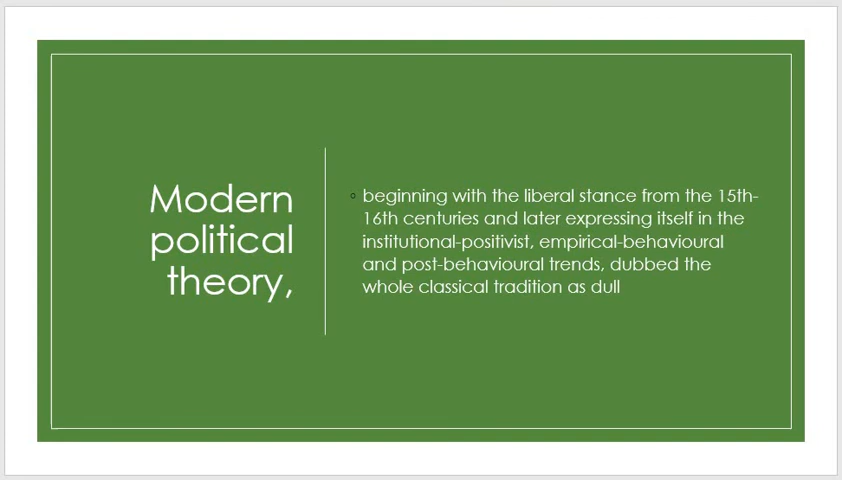 Modern
political
theory,
beginning with the liberal stance from the 15th-
16th centuries and later expressing itself in the
institutional-positivist, empirical-behavioural
and post-behavioural trends, dubbed the
whole classical tradition as dull